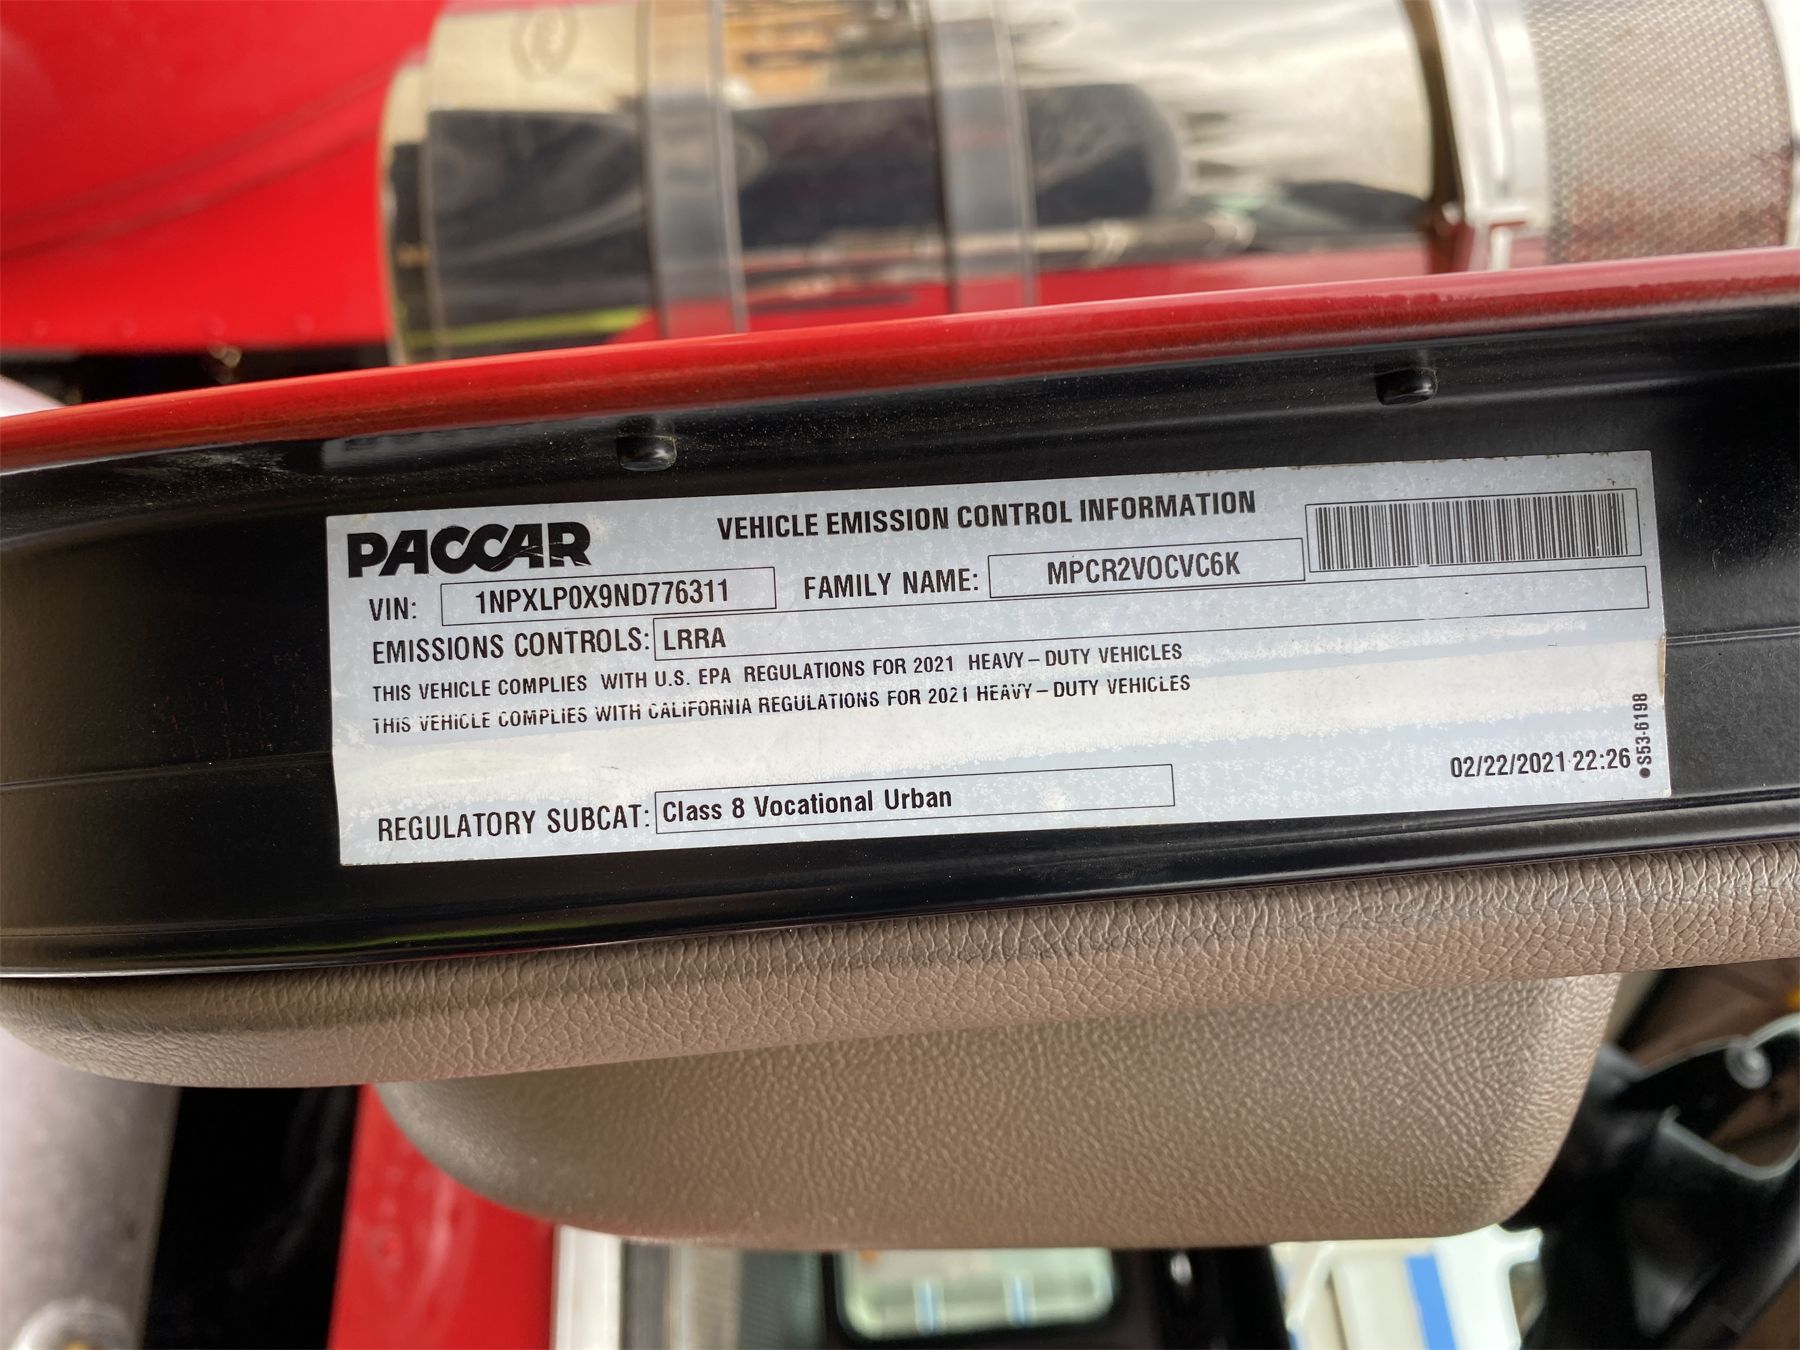 PACCAR
VEHICLE EMISSION CONTROL INFORMATION
VIN: 1NPXLP0X9ND776311 FAMILY NAME: MPCR2VOCVC6K
EMISSIONS CONTROLS: LRRA
THIS VEHICLE COMPLIES WITH U.S. EPA REGULATIONS FOR 2021 HEAVY–DUTY VEHICLES
THIS VEHICLE COMPLIES WITH CALIFORNIA REGULATIONS FOR 2021 HEAVY–DUTY VEHICLES
REGULATORY SUBCAT: Class 8 Vocational Urban
02/22/2021 22:26
●S53-6198